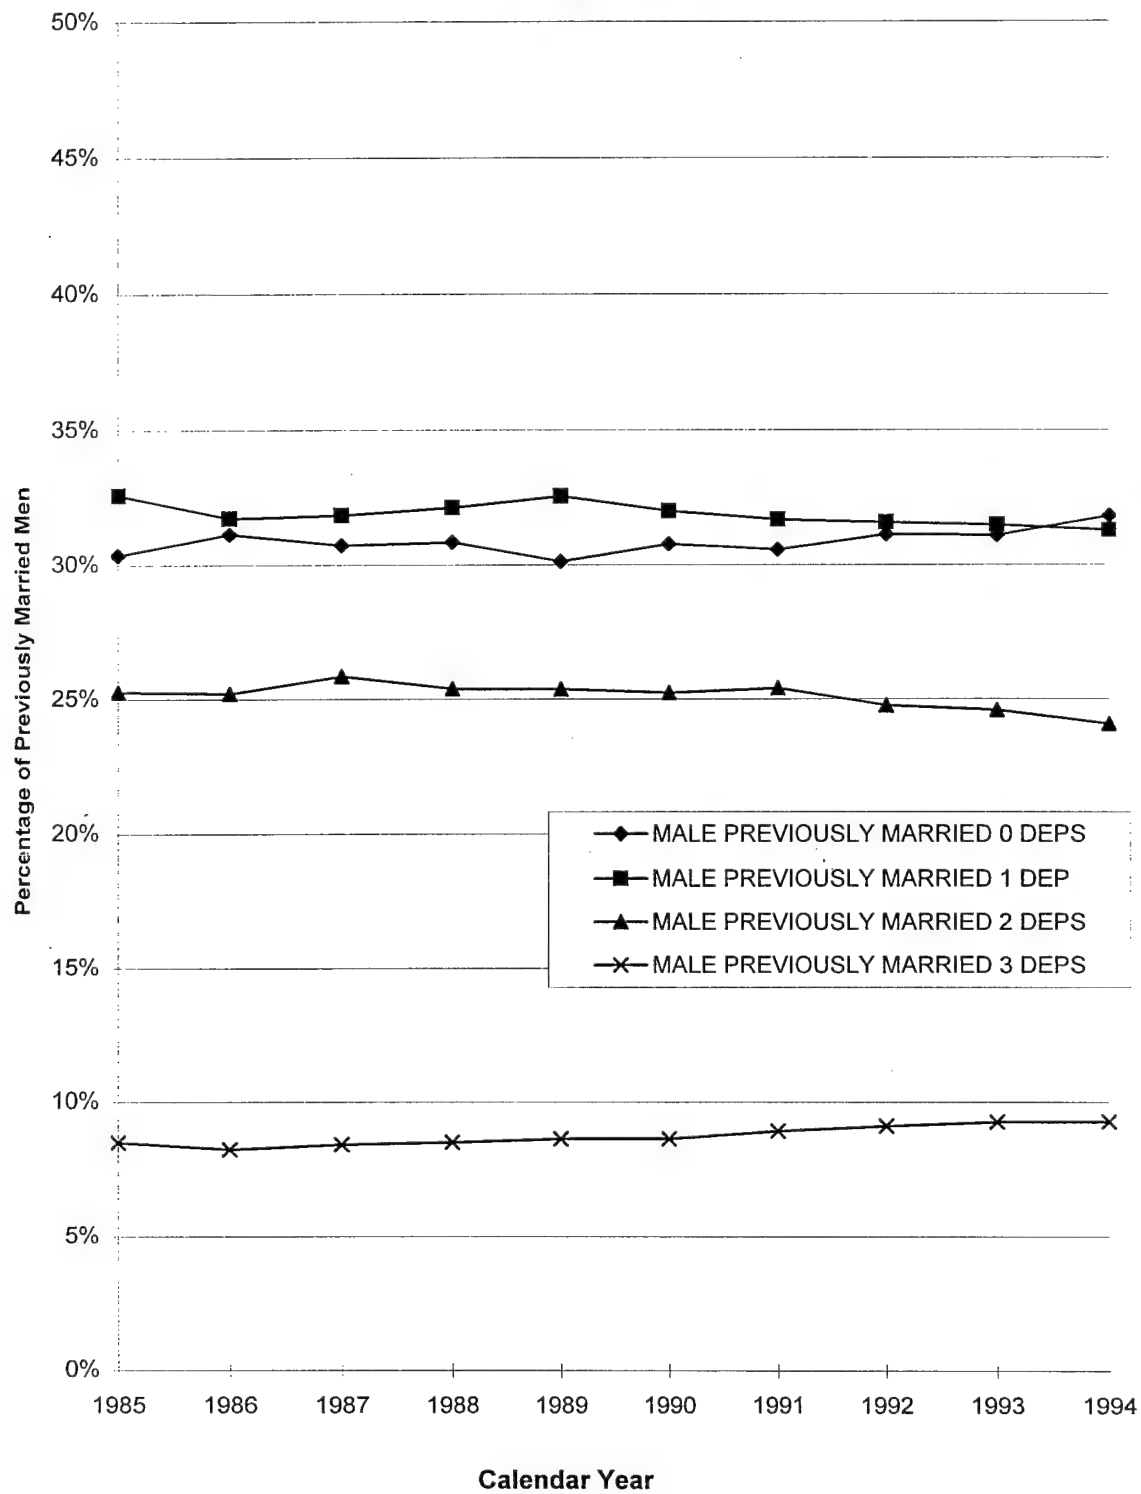 50%
45%
40%
35%
30%
25%
20%
15%
10%
5%
0%
Percentage of Previously Married Men
MALE PREVIOUSLY MARRIED 0 DEPS
MALE PREVIOUSLY MARRIED 1 DEP
MALE PREVIOUSLY MARRIED 2 DEPS
MALE PREVIOUSLY MARRIED 3 DEPS
1985 1986 1987 1988 1989 1990 1991 1992 1993 1994
Calendar Year